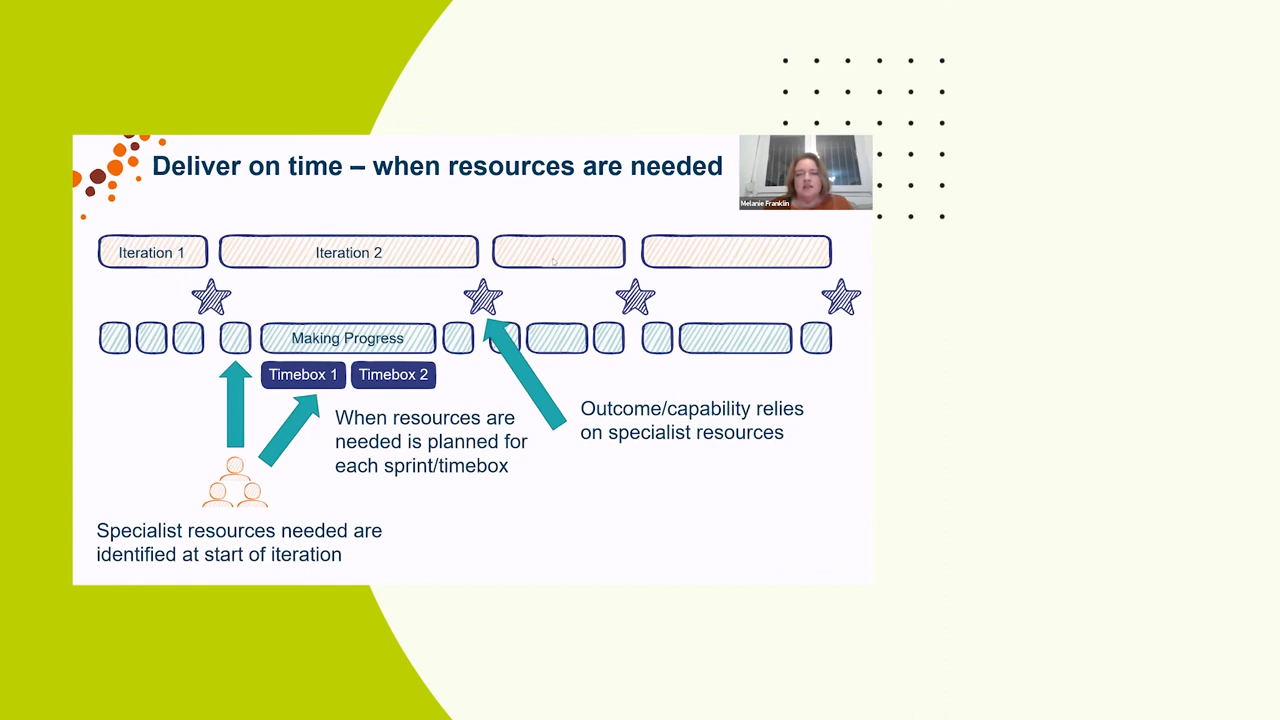 Deliver on time – when resources are needed
Melanie Franklin
Iteration 1
Iteration 2
Making Progress
Timebox 1
Timebox 2
When resources are
needed is planned for
each sprint/timebox
Outcome/capability relies
on specialist resources
Specialist resources needed are
identified at start of iteration